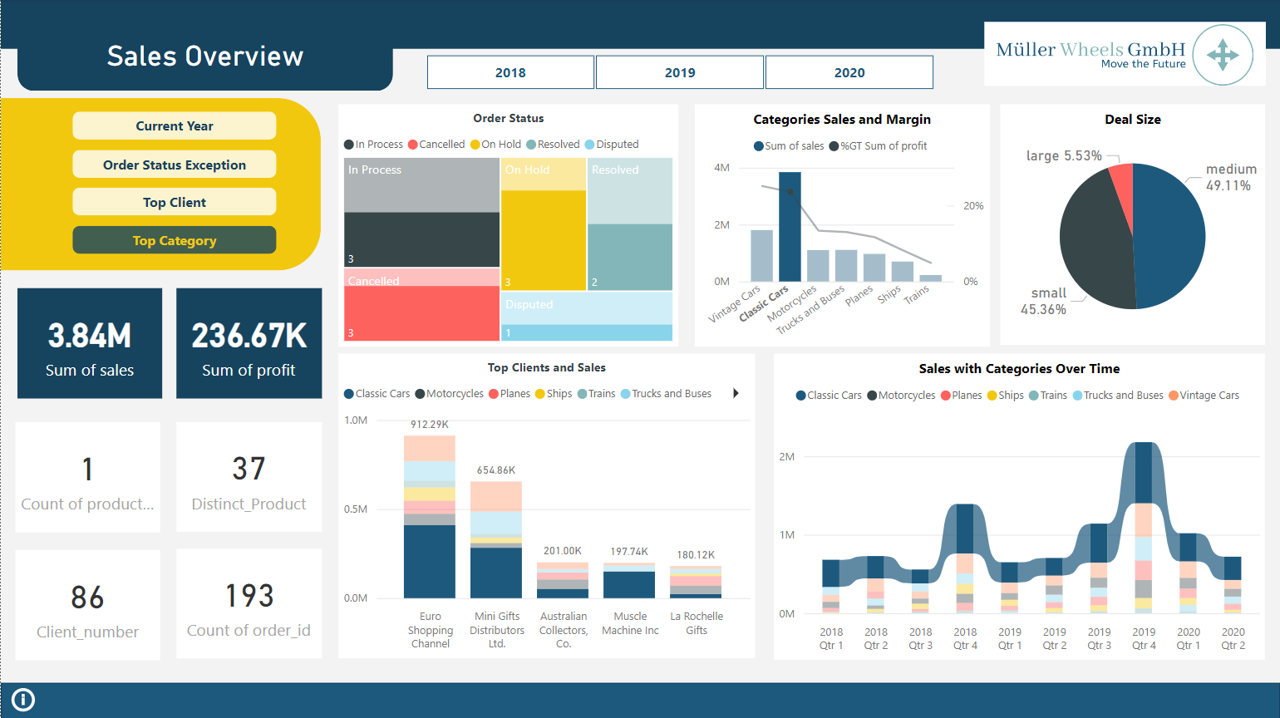 Sales Overview
Müller Wheels GmbH
Move the Future
2018
2019
2020
Current Year
Order Status Exception
Top Client
Top Category
3.84M
Sum of sales
236.67K
Sum of profit
1
Count of product...
37
Distinct_Product
86
Client_number
193
Count of order_id
Order Status
In Process Cancelled On Hold Resolved Disputed
In Process
3
Cancelled
3
On Hold
3
Resolved
2
Disputed
1
Categories Sales and Margin
Sum of sales %GT Sum of profit
4M
2M
0M
20%
0%
Vintage Cars
Classic Cars
Motorcycles
Trucks and Buses
Planes
Ships
Trains
Deal Size
large 5.53%
medium
49.11%
small
45.36%
Top Clients and Sales
Classic Cars Motorcycles Planes Ships Trains Trucks and Buses
1.0M
0.5M
0.0M
912.29K
654.86K
201.00K
197.74K
180.12K
Euro
Shopping
Channel
Mini Gifts
Distributors
Ltd.
Australian
Collectors,
Co.
Muscle
Machine Inc
La Rochelle
Gifts
Sales with Categories Over Time
Classic Cars Motorcycles Planes Ships Trains Trucks and Buses Vintage Cars
2M
1M
0M
2018
Qtr 1
2018
Qtr 2
2018
Qtr 3
2018
Qtr 4
2019
Qtr 1
2019
Qtr 2
2019
Qtr 3
2019
Qtr 4
2020
Qtr 1
2020
Qtr 2